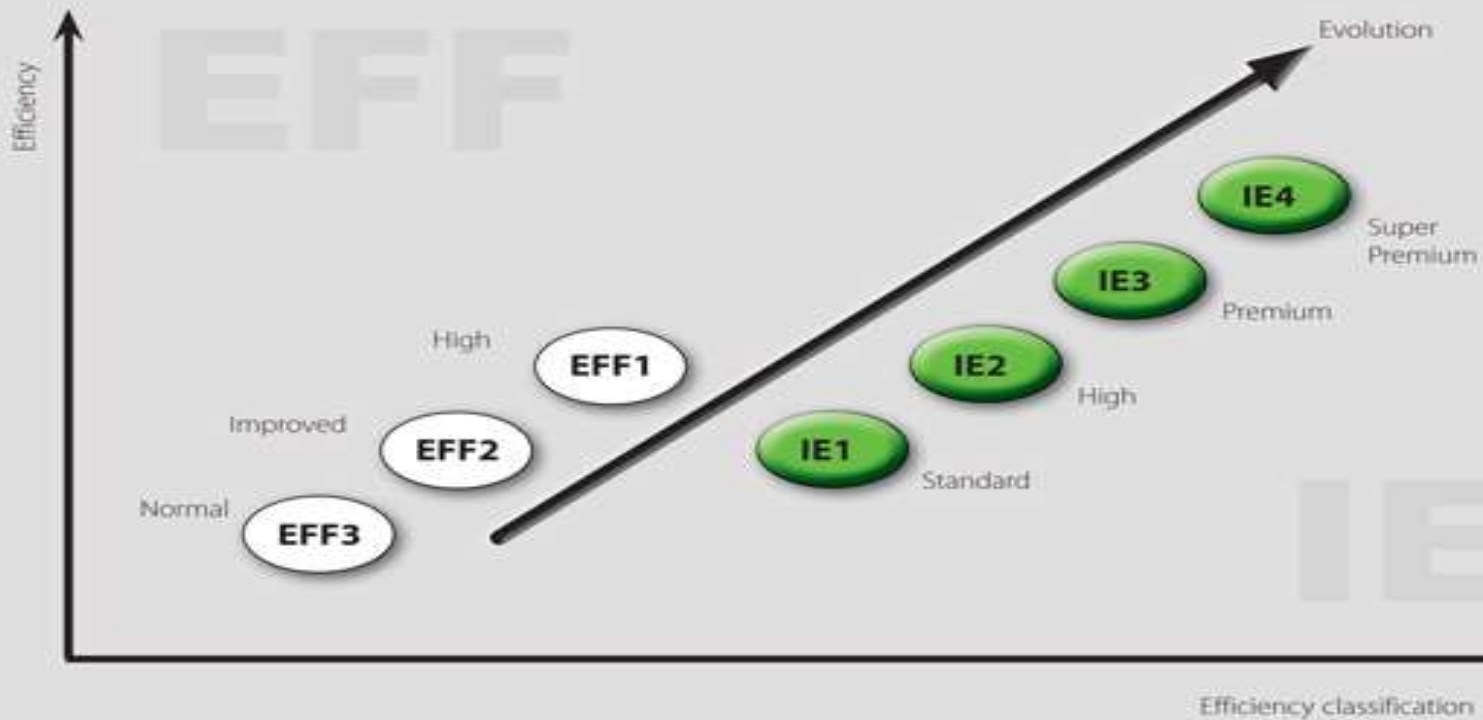 EFF
Evolution
Efficiency
IE4
Super
Premium
IE3
Premium
High
EFF1
IE2
High
Improved
EFF2
IE1
Standard
Normal
EFF3
IE
Efficiency classification